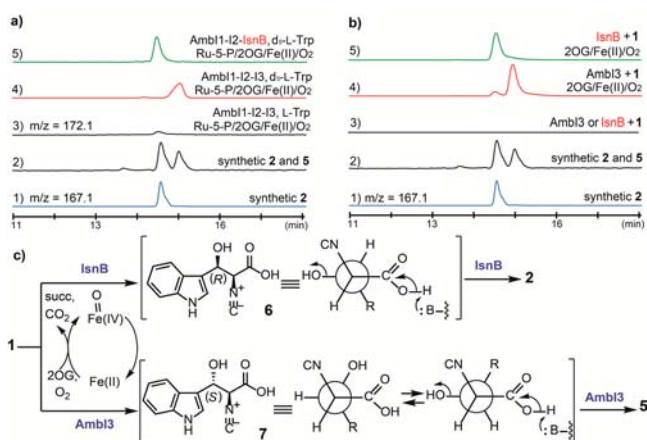 a)
5)
AmbI1-I2-IsnB, d₅-L-Trp
Ru-5-P/2OG/Fe(II)/O2
4)
AmbI1-I2-I3, d₅-L-Trp
Ru-5-P/2OG/Fe(II)/O2
AmbI1-I2-I3, L-Trp
3) m/z = 172.1 Ru-5-P/2OG/Fe(II)/O2
2) synthetic 2 and 5
1) m/z = 167.1 synthetic 2
11 13 16 (min)
b)
IsnB + 1
5) 2OG/Fe(II)/O2
AmbI3 + 1
4) 2OG/Fe(II)/O2
3) AmbI3 or IsnB + 1
2) synthetic 2 and 5
1) m/z = 167.1 synthetic 2
11 13 16 (min)
c)
IsnB
succ,
CO2
O
Fe(IV)
1
2OG,
O2
Fe(II)
AmbI3
OH
O
OH
(R)
N+
C-
N
H
6
CN
H
HO
H
R
O
C
O
H
:B
IsnB
2
OH
O
OH
(S)
N+
C-
N
H
7
CN
OH
H
H
R
O
C
OH
CN
R
HO
H
H
O
C
O
H
:B
AmbI3
5